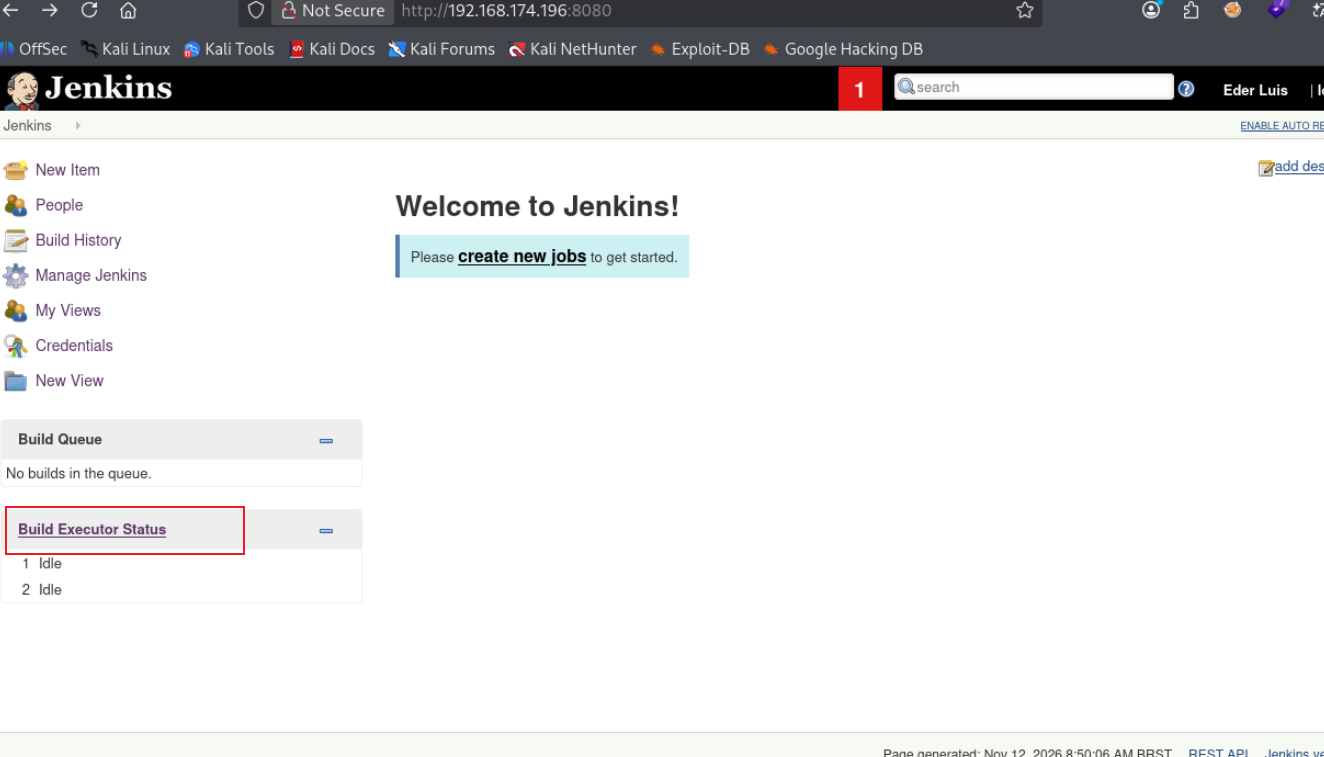 Not Secure http://192.168.174.196:8080
OffSec Kali Linux Kali Tools Kali Docs Kali Forums Kali NetHunter Exploit-DB Google Hacking DB
Jenkins 1 search Eder Luis |
Jenkins ENABLE AUTO RE
New Item
add des
People
Welcome to Jenkins!
Build History
Please create new jobs to get started.
Manage Jenkins
My Views
Credentials
New View
Build Queue
No builds in the queue.
Build Executor Status
1 Idle
2 Idle
Page generated: Nov 12, 2026 8:50:06 AM BRST REST API Jenkins ve